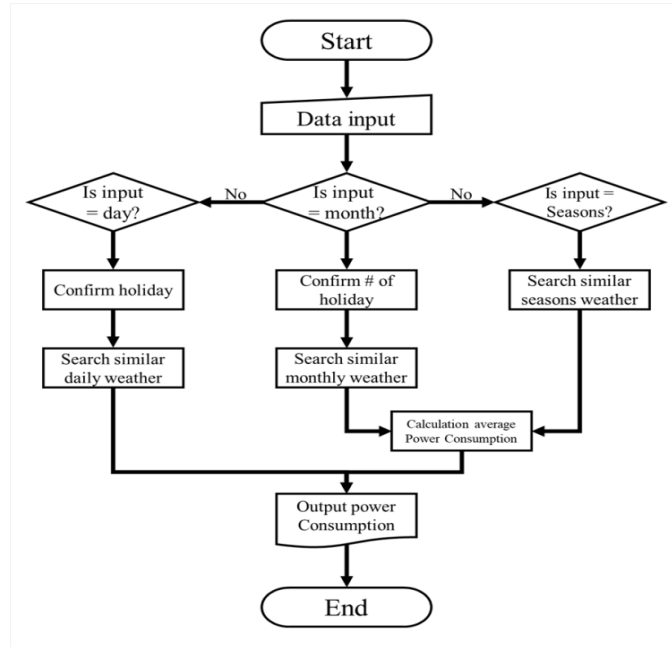 Start
Data input
Is input
= day?
No
Is input
= month?
No
Is input =
Seasons?
Confirm holiday
Confirm # of
holiday
Search similar
seasons weather
Search similar
daily weather
Search similar
monthly weather
Calculation average
Power Consumption
Output power
Consumption
End